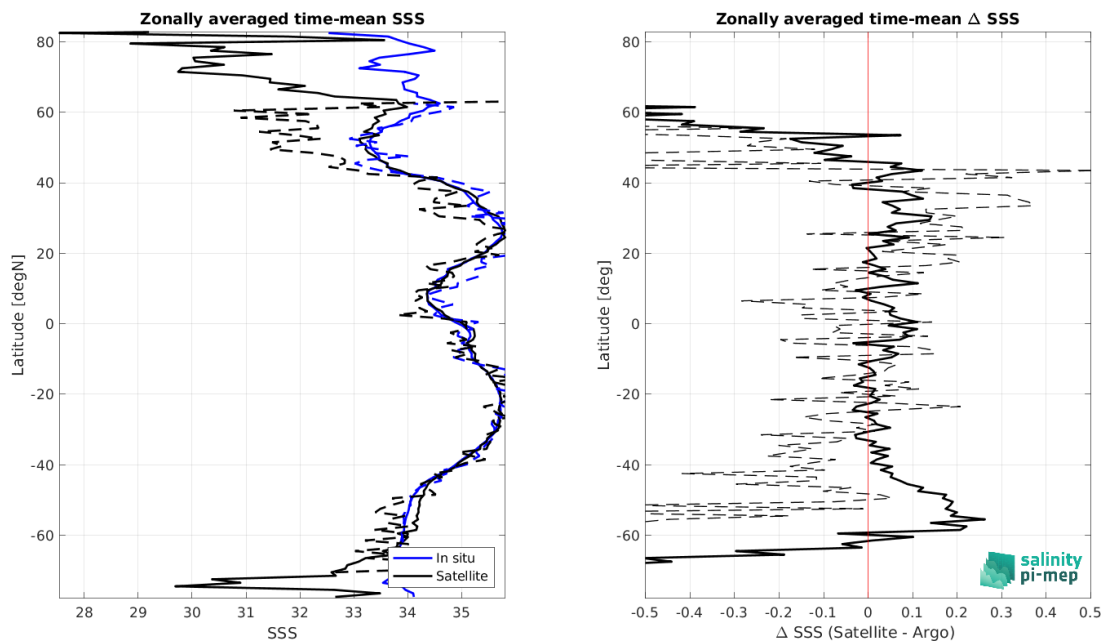 Zonally averaged time-mean SSS
80
60
40
20
0
-20
-40
-60
Latitude [degN]
28 29 30 31 32 33 34 35
SSS
In situ
Satellite
Zonally averaged time-mean Δ SSS
80
60
40
20
0
-20
-40
-60
Latitude [deg]
-0.5 -0.4 -0.3 -0.2 -0.1 0 0.1 0.2 0.3 0.4 0.5
Δ SSS (Satellite - Argo)
salinity
pi-mep